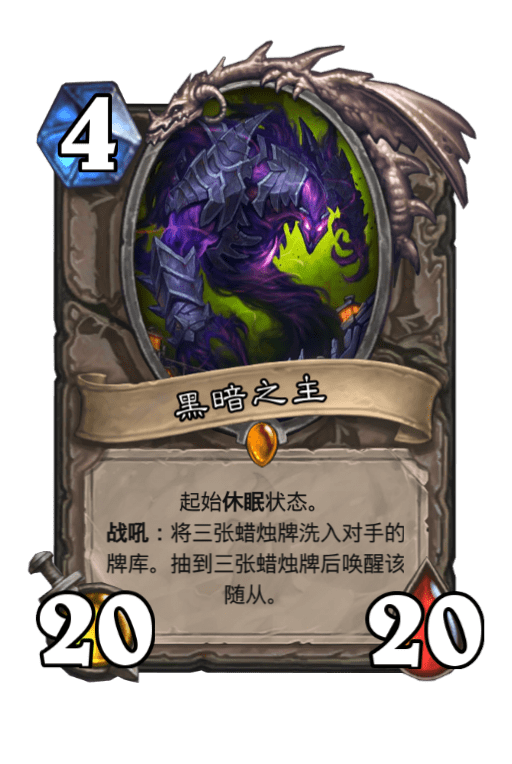 4
黑暗之主
起始休眠状态。
战吼：将三张蜡烛牌洗入对手的
牌库。抽到三张蜡烛牌后唤醒该
随从。
20
20